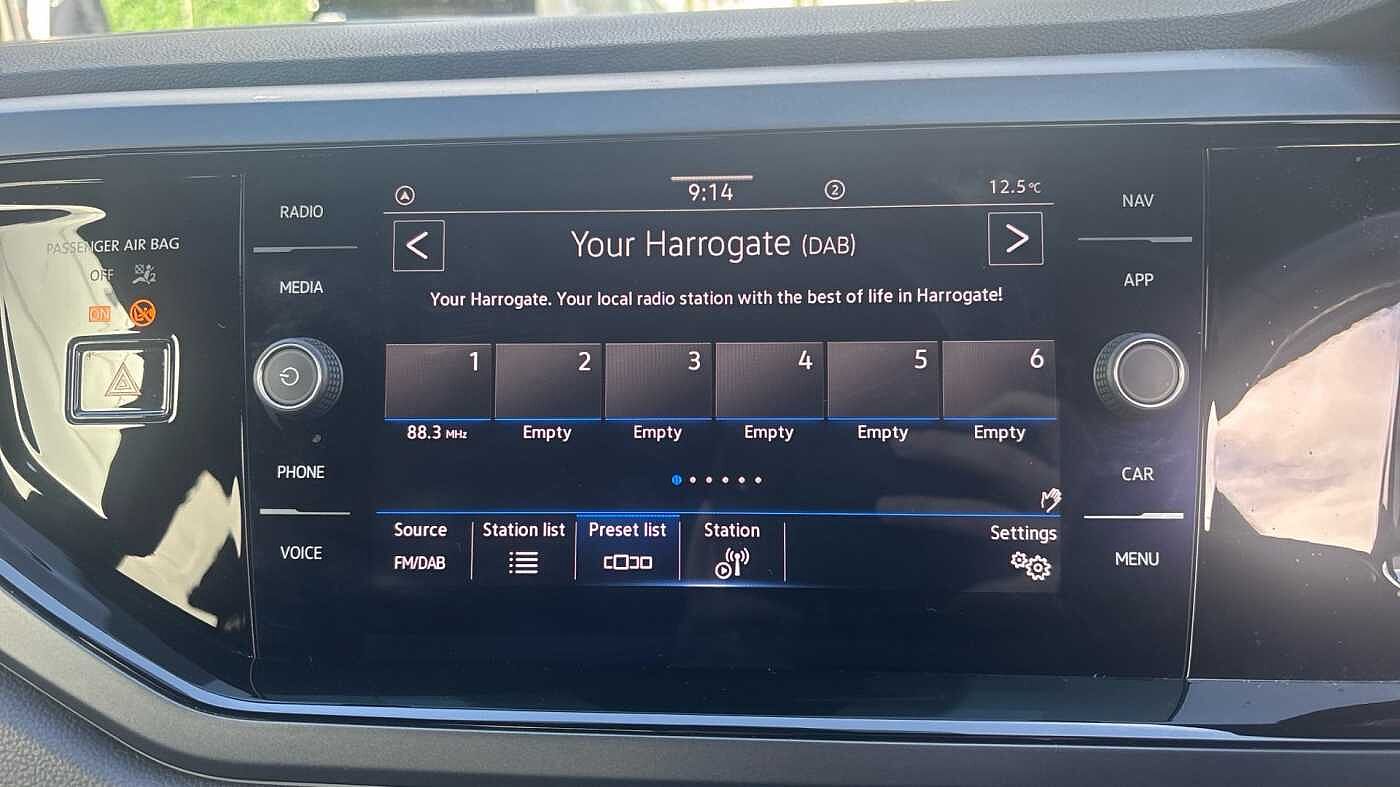 9:14
2
12.5°C
RADIO
NAV
PASSENGER AIR BAG
OFF
2
ON
MEDIA
APP
<
Your Harrogate (DAB)
>
Your Harrogate. Your local radio station with the best of life in Harrogate!
1 2 3 4 5 6
88.3 MHz Empty Empty Empty Empty Empty
PHONE
CAR
Source Station list Preset list Station Settings
FM/DAB
VOICE
MENU